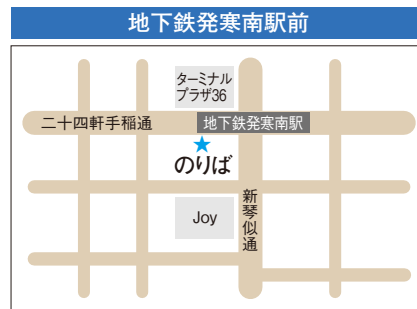 地下鉄発寒南駅前
ターミナル
プラザ36
二十四軒手稲通
地下鉄発寒南駅
のりば
Joy
新琴似通